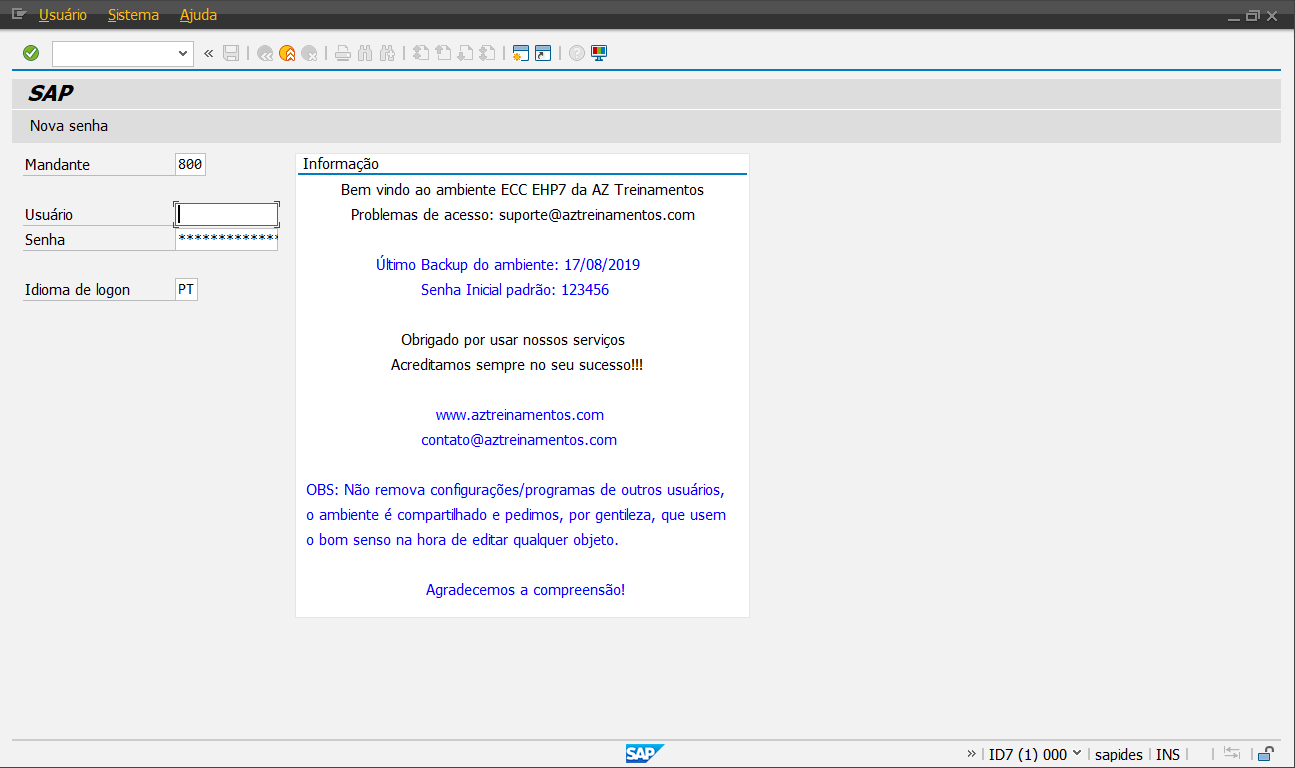 Usuário Sistema Ajuda
SAP
Nova senha
Mandante 800
Usuário
Senha *************
Idioma de logon PT
Informação
Bem vindo ao ambiente ECC EHP7 da AZ Treinamentos
Problemas de acesso: suporte@aztreinamentos.com
Último Backup do ambiente: 17/08/2019
Senha Inicial padrão: 123456
Obrigado por usar nossos serviços
Acreditamos sempre no seu sucesso!!!
www.aztreinamentos.com
contato@aztreinamentos.com
OBS: Não remova configurações/programas de outros usuários,
o ambiente é compartilhado e pedimos, por gentileza, que usem
o bom senso na hora de editar qualquer objeto.
Agradecemos a compreensão!
SAP
ID7 (1) 000 sapides INS